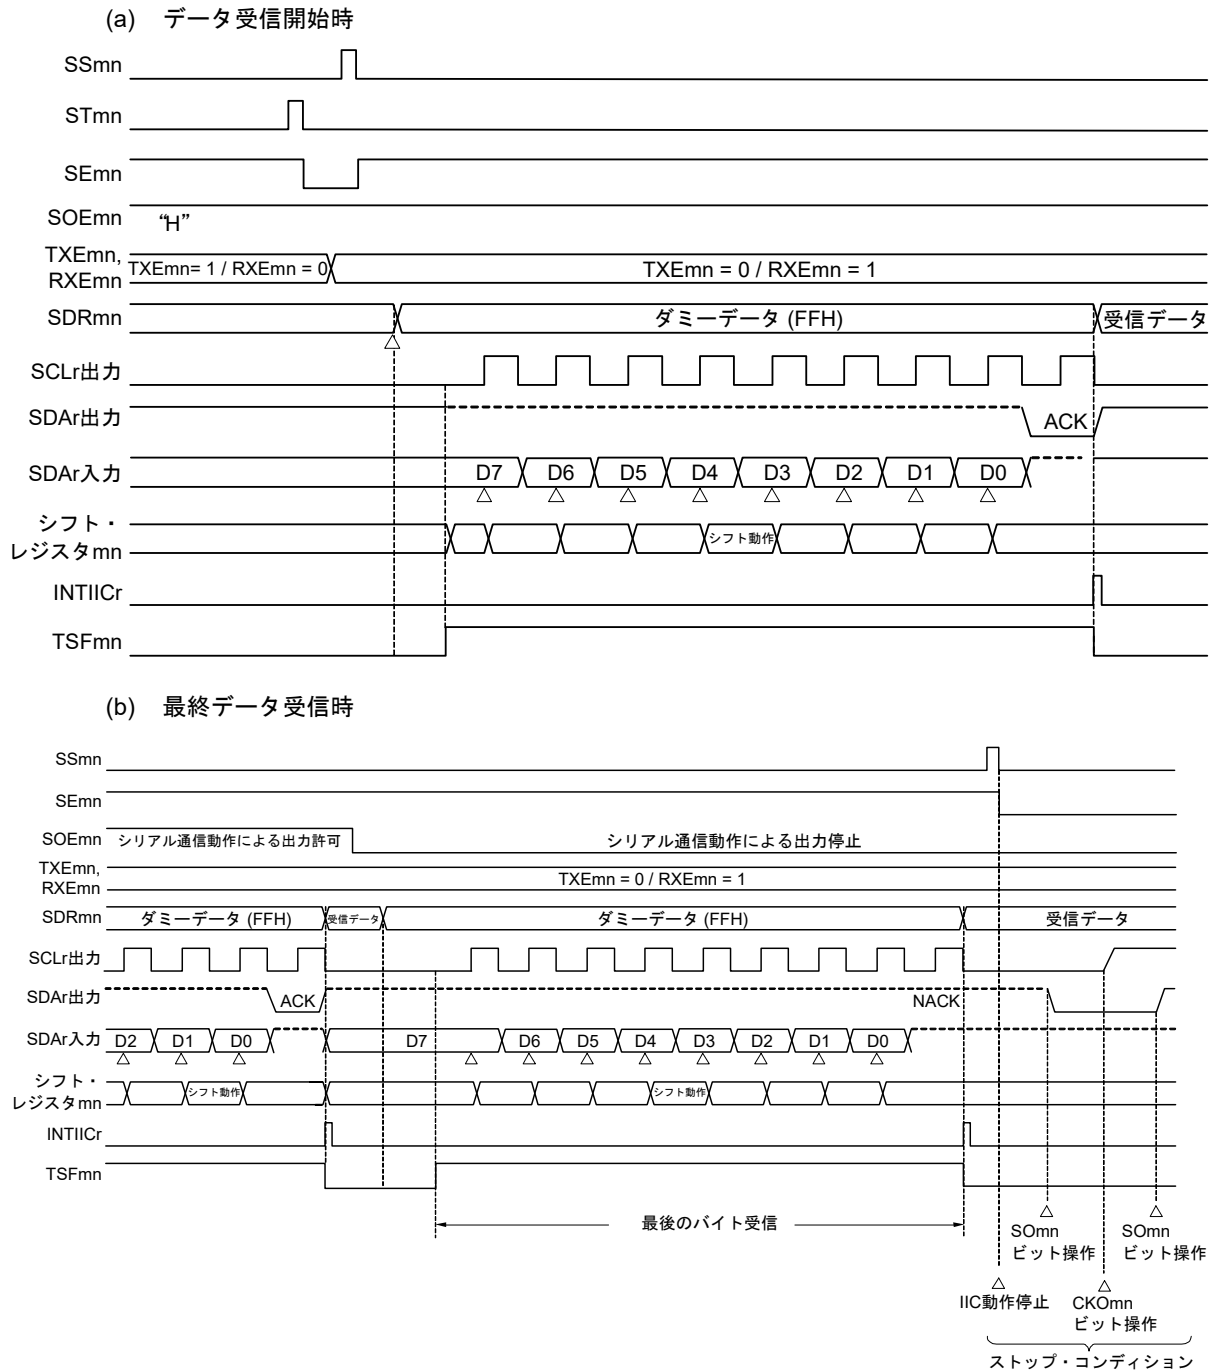 (a) データ受信開始時
SSmn
STmn
SEmn
SOEmn “H”
TXEmn,
RXEmn
TXEmn= 1 / RXEmn = 0
TXEmn = 0 / RXEmn = 1
SDRmn
ダミーデータ (FFH)
受信データ
SCLr出力
SDAr出力
ACK
SDAr入力
D7 D6 D5 D4 D3 D2 D1 D0
シフト・
レジスタmn
シフト動作
INTIICr
TSFmn
(b) 最終データ受信時
SSmn
SEmn
SOEmn
シリアル通信動作による出力許可
シリアル通信動作による出力停止
TXEmn,
RXEmn
TXEmn = 0 / RXEmn = 1
SDRmn
ダミーデータ (FFH)
受信データ
ダミーデータ (FFH)
受信データ
SCLr出力
SDAr出力
ACK
NACK
SDAr入力
D2 D1 D0 D7 D6 D5 D4 D3 D2 D1 D0
シフト・
レジスタmn
シフト動作
シフト動作
INTIICr
TSFmn
最後のバイト受信
SOmn
ビット操作
SOmn
ビット操作
IIC動作停止
CKOmn
ビット操作
ストップ・コンディション